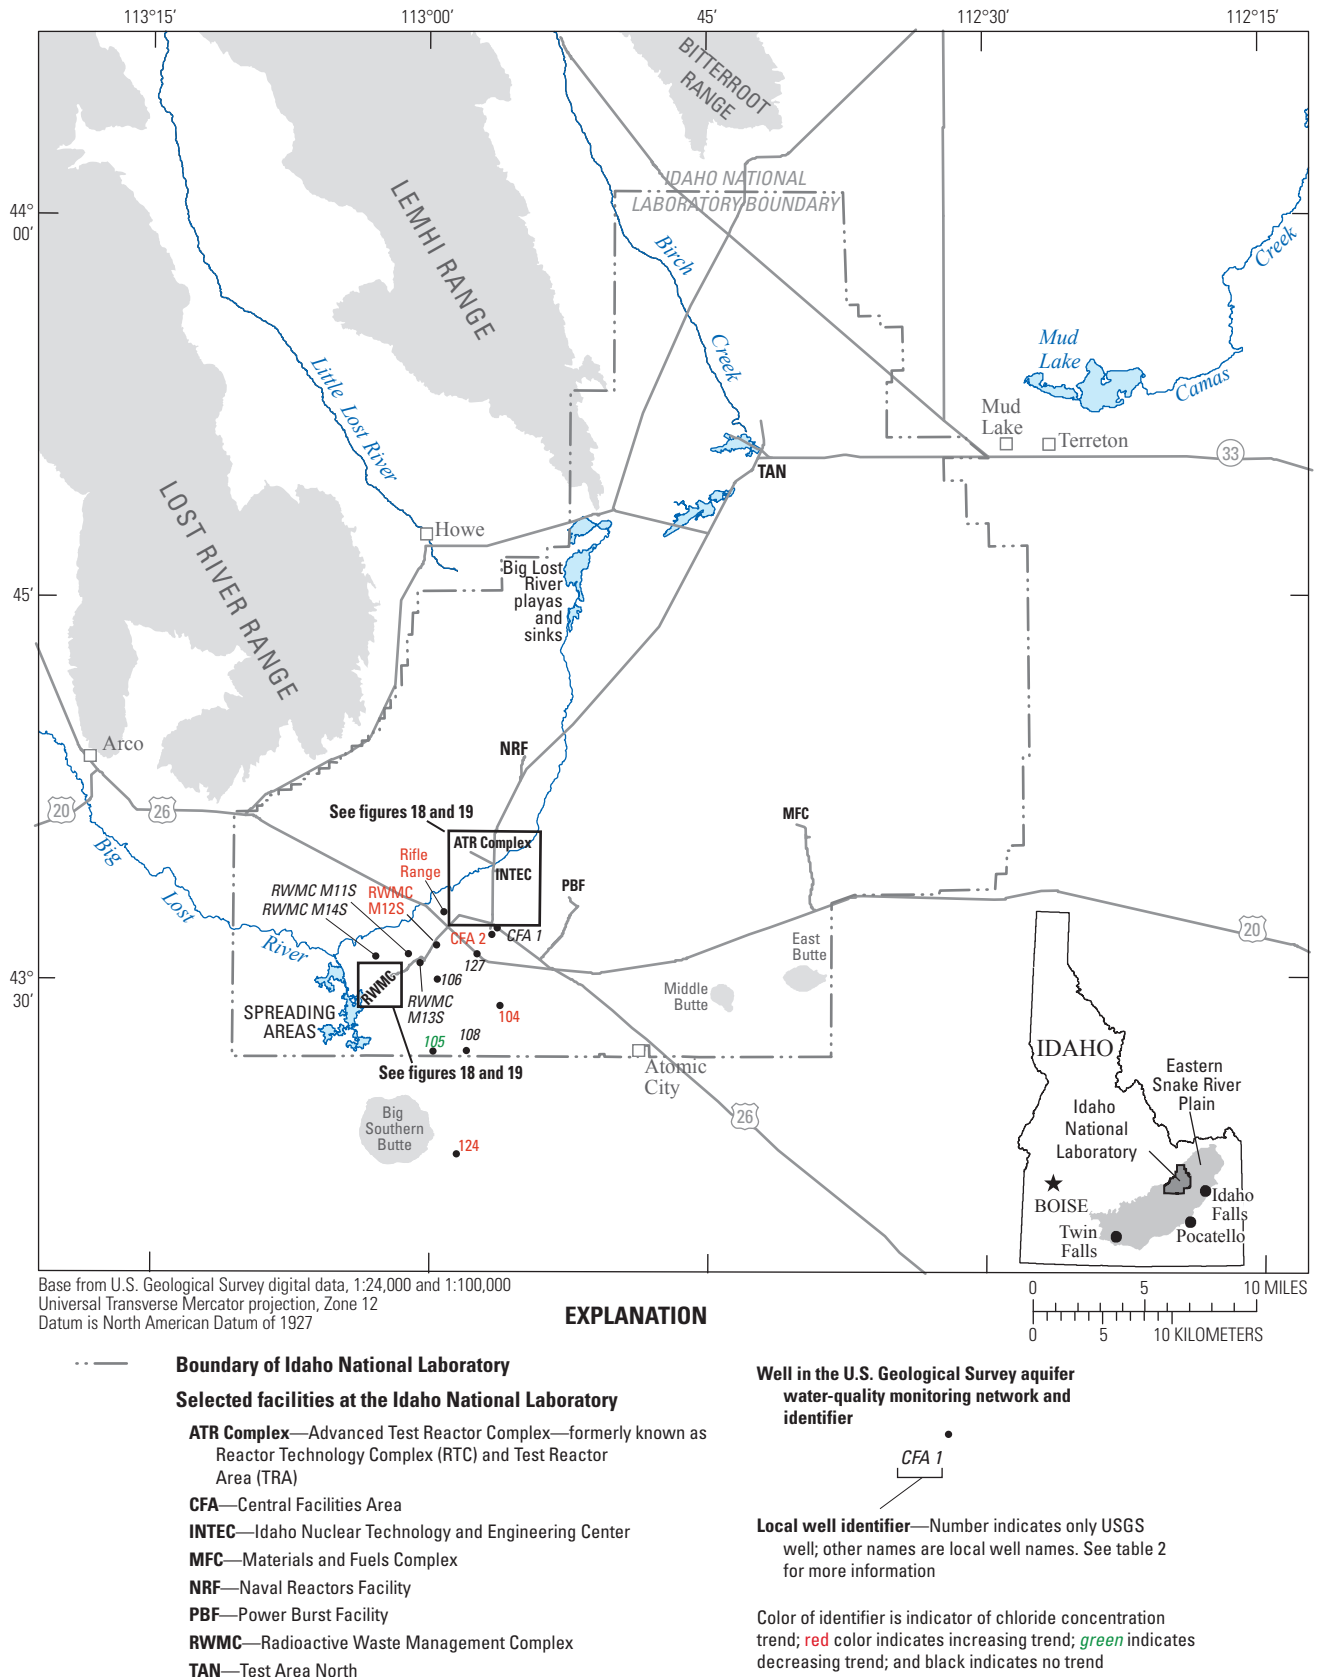 113°15′
113°00′
45′
112°30′
112°15′
BITTERROOT
RANGE
IDAHO NATIONAL
LABORATORY BOUNDARY
44°
00′
LEMHI RANGE
Birch
Creek
Creek
Camas
Mud
Lake
Little Lost River
Mud
Lake
Terreton
33
TAN
LOST RIVER RANGE
Howe
Big Lost
River
playas
and
sinks
45′
Arco
NRF
20
26
See figures 18 and 19
MFC
ATR Complex
INTEC
Rifle
Range
PBF
RWMC M11S
RWMC M14S
RWMC
M12S
Big
Lost
River
CFA 2
CFA 1
127
East
Butte
20
43°
30′
RWMC
106
RWMC
M13S
Middle
Butte
SPREADING
AREAS
104
105
108
See figures 18 and 19
Atomic
City
Big
Southern
Butte
26
124
IDAHO
Eastern
Snake River
Plain
Idaho
National
Laboratory
BOISE
Idaho
Falls
Twin
Falls
Pocatello
Base from U.S. Geological Survey digital data, 1:24,000 and 1:100,000
Universal Transverse Mercator projection, Zone 12
Datum is North American Datum of 1927
0 5 10 MILES
0 5 10 KILOMETERS
EXPLANATION
Boundary of Idaho National Laboratory
Selected facilities at the Idaho National Laboratory
ATR Complex—Advanced Test Reactor Complex—formerly known as
Reactor Technology Complex (RTC) and Test Reactor
Area (TRA)
CFA—Central Facilities Area
INTEC—Idaho Nuclear Technology and Engineering Center
MFC—Materials and Fuels Complex
NRF—Naval Reactors Facility
PBF—Power Burst Facility
RWMC—Radioactive Waste Management Complex
TAN—Test Area North
Well in the U.S. Geological Survey aquifer
water-quality monitoring network and
identifier
CFA 1
Local well identifier—Number indicates only USGS
well; other names are local well names. See table 2
for more information
Color of identifier is indicator of chloride concentration
trend; red color indicates increasing trend; green indicates
decreasing trend; and black indicates no trend